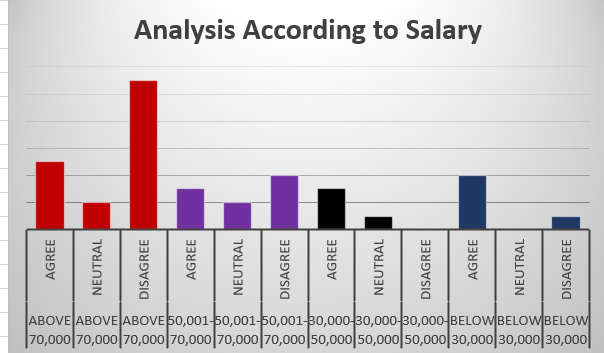 Analysis According to Salary
AGREE NEUTRAL DISAGREE AGREE NEUTRAL DISAGREE AGREE NEUTRAL DISAGREE AGREE NEUTRAL DISAGREE
ABOVE ABOVE ABOVE 50,001- 50,001- 50,001- 30,000- 30,000- 30,000- BELOW BELOW BELOW
70,000 70,000 70,000 70,000 70,000 70,000 50,000 50,000 50,000 30,000 30,000 30,000